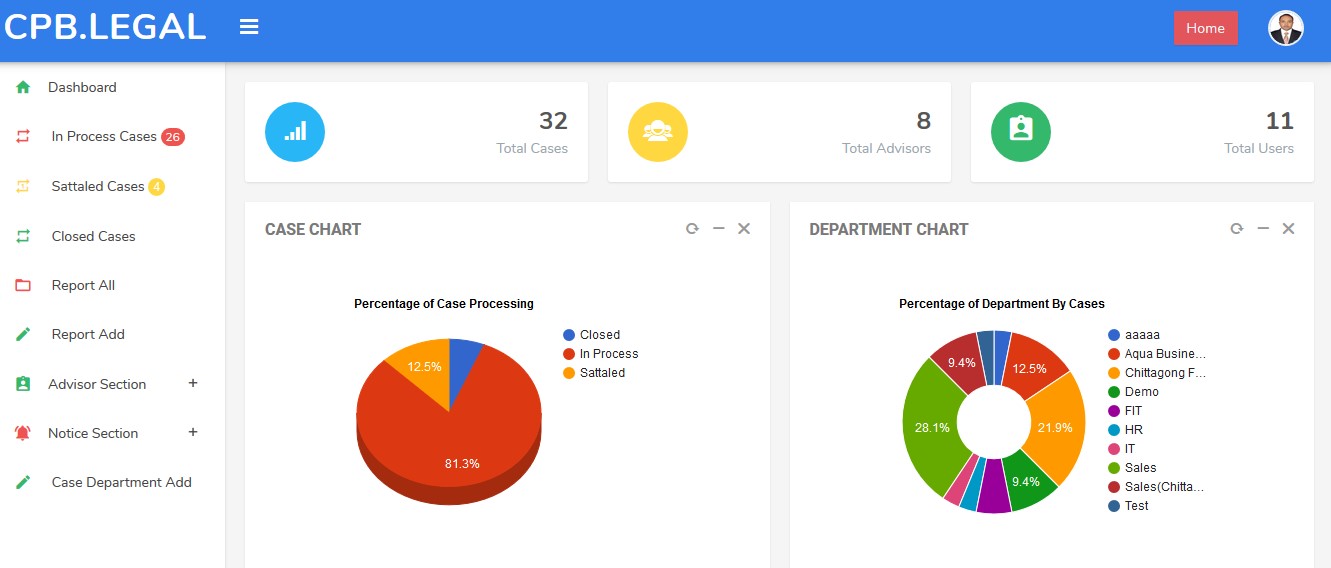 CPB.LEGAL
Home
Dashboard
In Process Cases 26
Sattaled Cases 4
Closed Cases
Report All
Report Add
Advisor Section +
Notice Section +
Case Department Add
32
Total Cases
8
Total Advisors
11
Total Users
CASE CHART
Percentage of Case Processing
12.5%
81.3%
Closed
In Process
Sattaled
DEPARTMENT CHART
Percentage of Department By Cases
9.4%
12.5%
28.1%
21.9%
9.4%
aaaaa
Aqua Busine...
Chittagong F...
Demo
FIT
HR
IT
Sales
Sales(Chitta...
Test